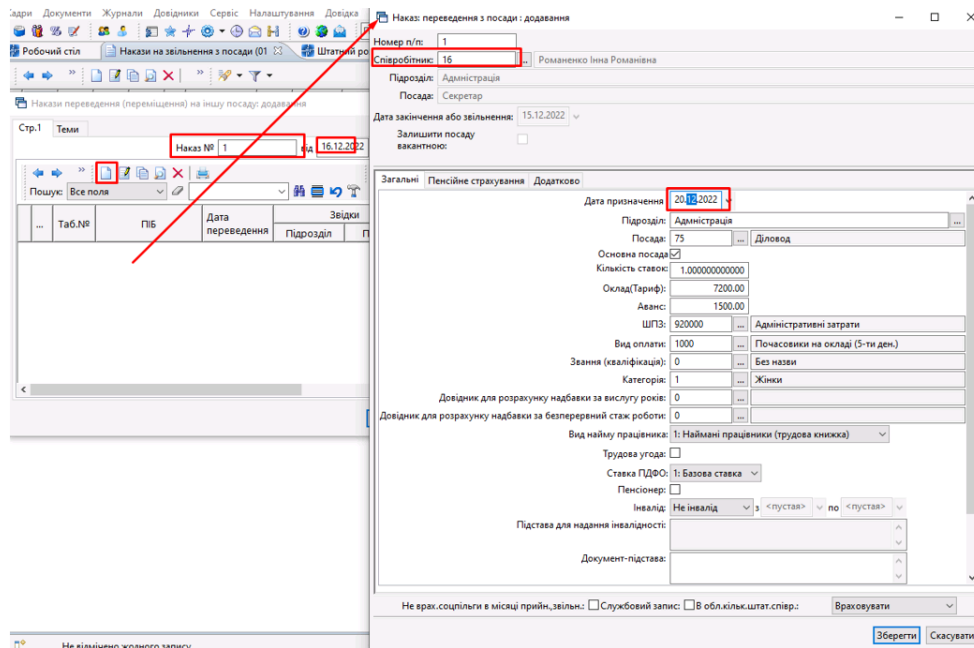 Кадри Документи Журнали Довідники Сервіс Налаштування Довідка
Робочий стіл
Накази на звільнення з посади (01
Штатний ро
Накази переведення (переміщення) на іншу посаду: додавання
Стр.1 Теми
Наказ № 1 від 16.12.2022
Пошук: Все поля
... Таб.№ ПІБ Дата переведення Звідки
Підрозділ П
Не відмічено жодного запису
Наказ: переведення з посади : додавання
Номер п/п: 1
Співробітник: 16 ... Романенко Інна Романівна
Підрозділ: Адміністрація
Посада: Секретар
Дата закінчення або звільнення: 15.12.2022
Залишити посаду
вакантною:
Загальні Пенсійне страхування Додатково
Дата призначення 20.12.2022
Підрозділ: Адміністрація ...
Посада: 75 ... Діловод
Основна посада
Кількість ставок: 1.000000000000
Оклад(Тариф): 7200.00
Аванс: 1500.00
ШПЗ: 920000 ... Адміністративні затрати
Вид оплати: 1000 ... Почасовики на окладі (5-ти ден.)
Звання (кваліфікація): 0 ... Без назви
Категорія: 1 ... Жінки
Довідник для розрахунку надбавки за вислугу років: 0 ...
Довідник для розрахунку надбавки за безперервний стаж роботи: 0 ...
Вид найму працівника: 1: Наймані працівники (трудова книжка)
Трудова угода:
Ставка ПДФО: 1: Базова ставка
Пенсіонер:
Інвалід: Не інвалід з <пустая> по <пустая>
Підстава для надання інвалідності:
Документ-підстава:
Не врах.соцпільги в місяці прийн.,звільн.: Службовий запис: В обл.кільк.штат.співр.: Враховувати
Зберегти Скасувати